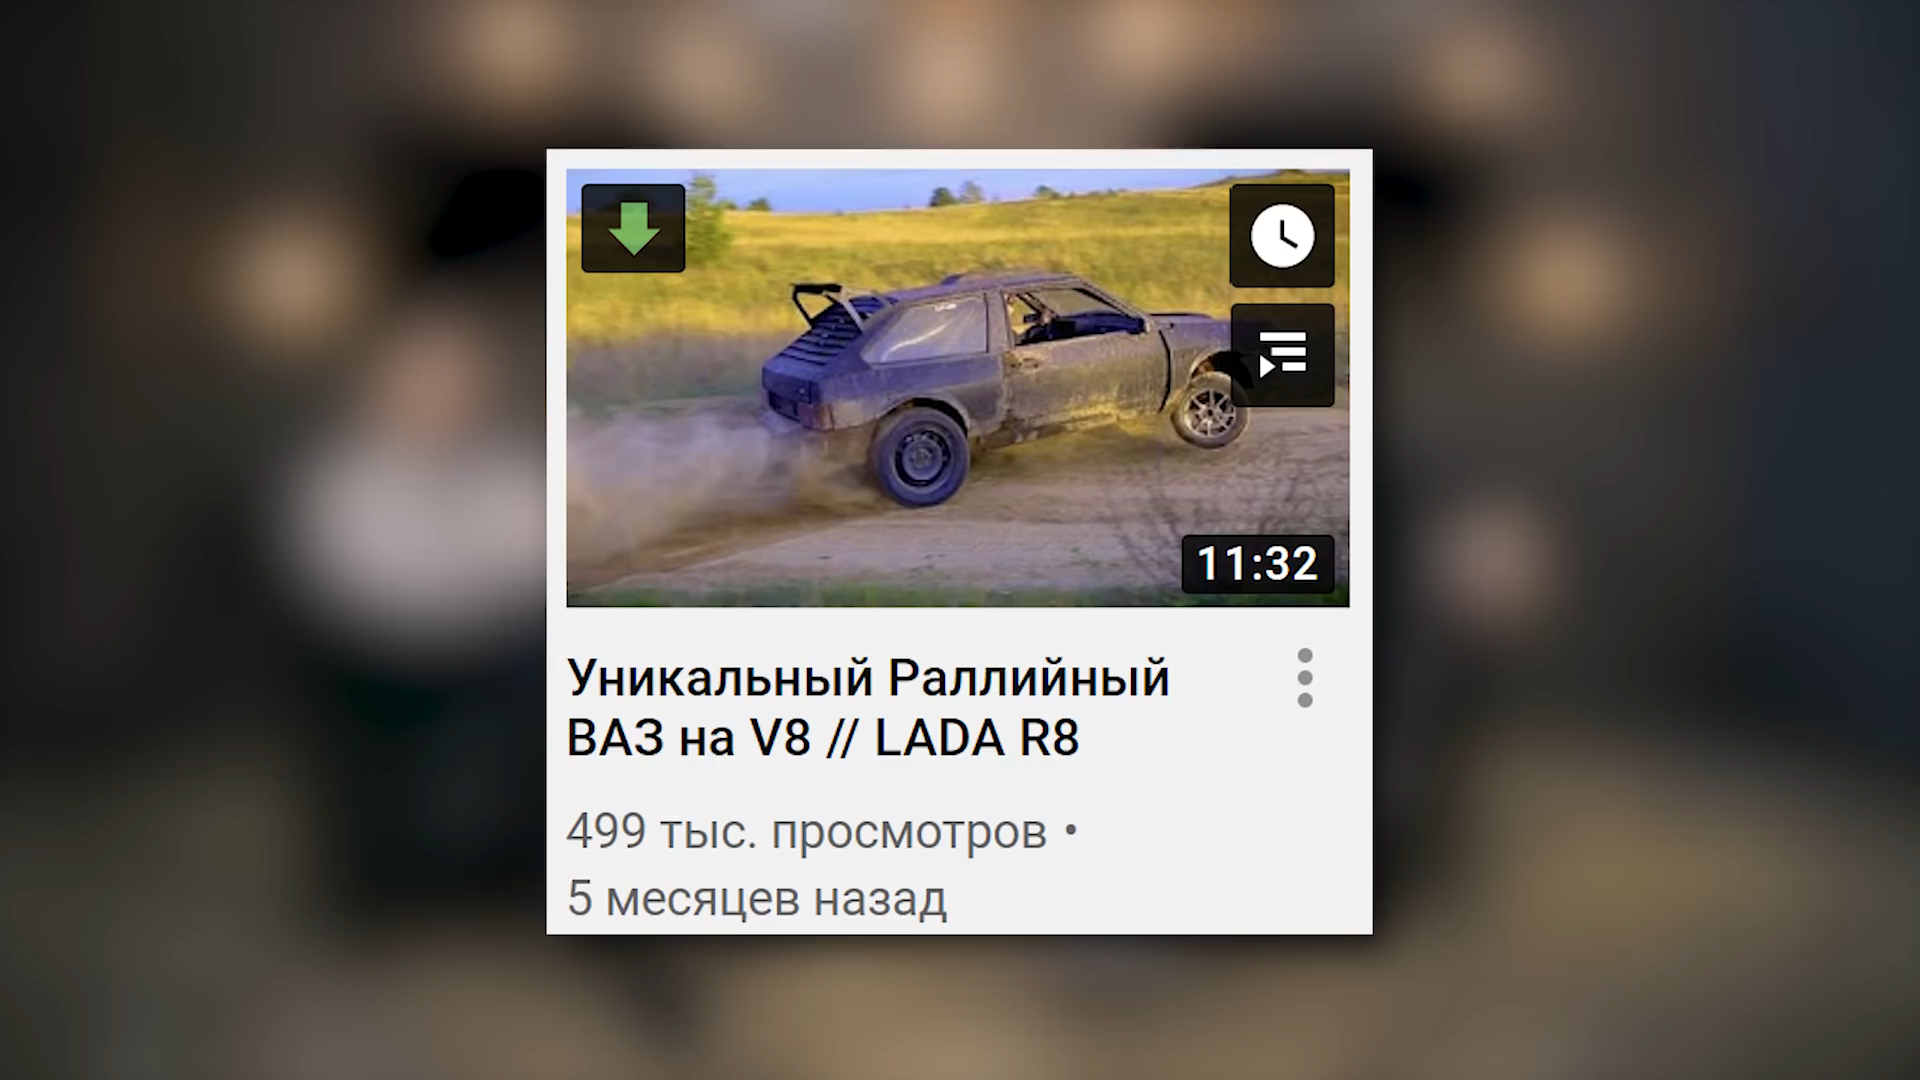 11:32
Уникальный Раллийный
ВАЗ на V8 // LADA R8
499 тыс. просмотров •
5 месяцев назад